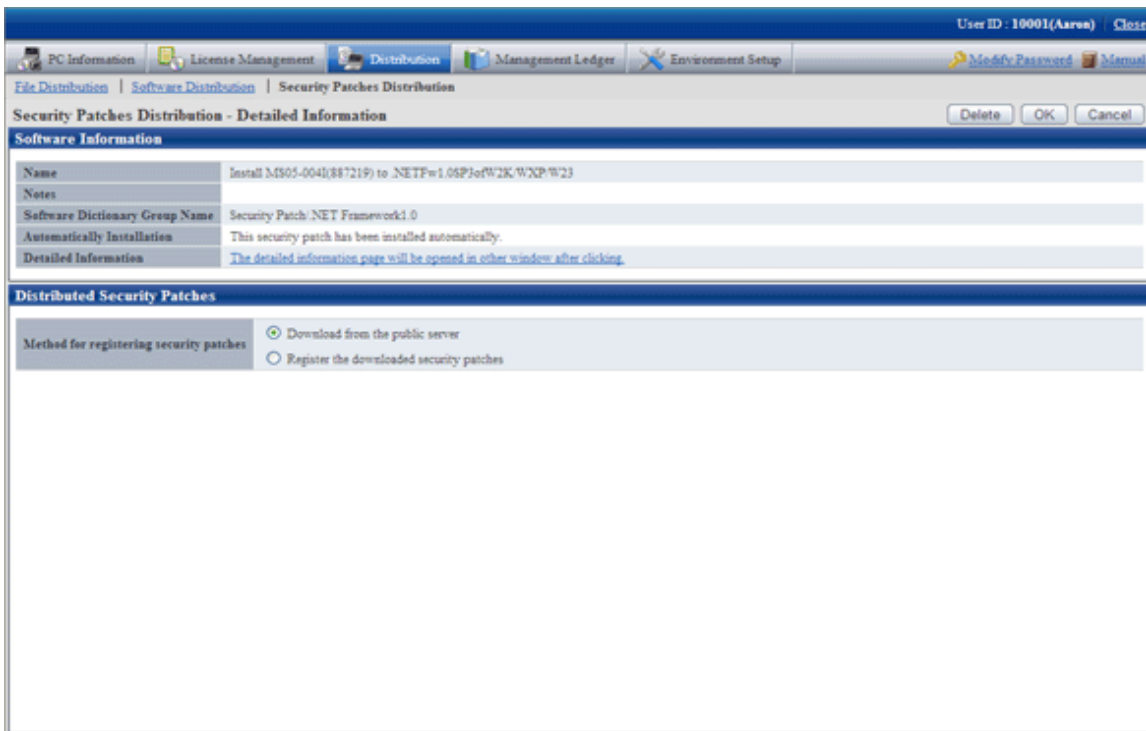 User ID : 10001(Aaron) Close
PC Information License Management Distribution Management Ledger Environment Setup Modify Password Manual
File Distribution | Software Distribution | Security Patches Distribution
Security Patches Distribution - Detailed Information Delete OK Cancel
Software Information
Name Install MS05-004I(887219) to .NETFw1.0SP3ofW2K/WXP/W23
Notes
Software Dictionary Group Name Security Patch/.NET Framework1.0
Automatically Installation This security patch has been installed automatically.
Detailed Information The detailed information page will be opened in other window after clicking.
Distributed Security Patches
Method for registering security patches
Download from the public server
Register the downloaded security patches